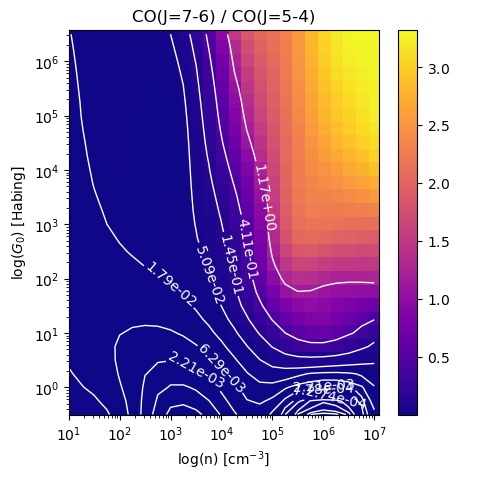 CO(J=7-6) / CO(J=5-4)
log(G₀) [Habing]
10⁶
10⁵
10⁴
10³
10²
10¹
10⁰
1.17e+00
4.11e-01
1.45e-01
5.09e-02
1.79e-02
6.29e-03
2.21e-03
2.74e-04
10¹ 10² 10³ 10⁴ 10⁵ 10⁶ 10⁷
log(n) [cm⁻³]
3.0
2.5
2.0
1.5
1.0
0.5